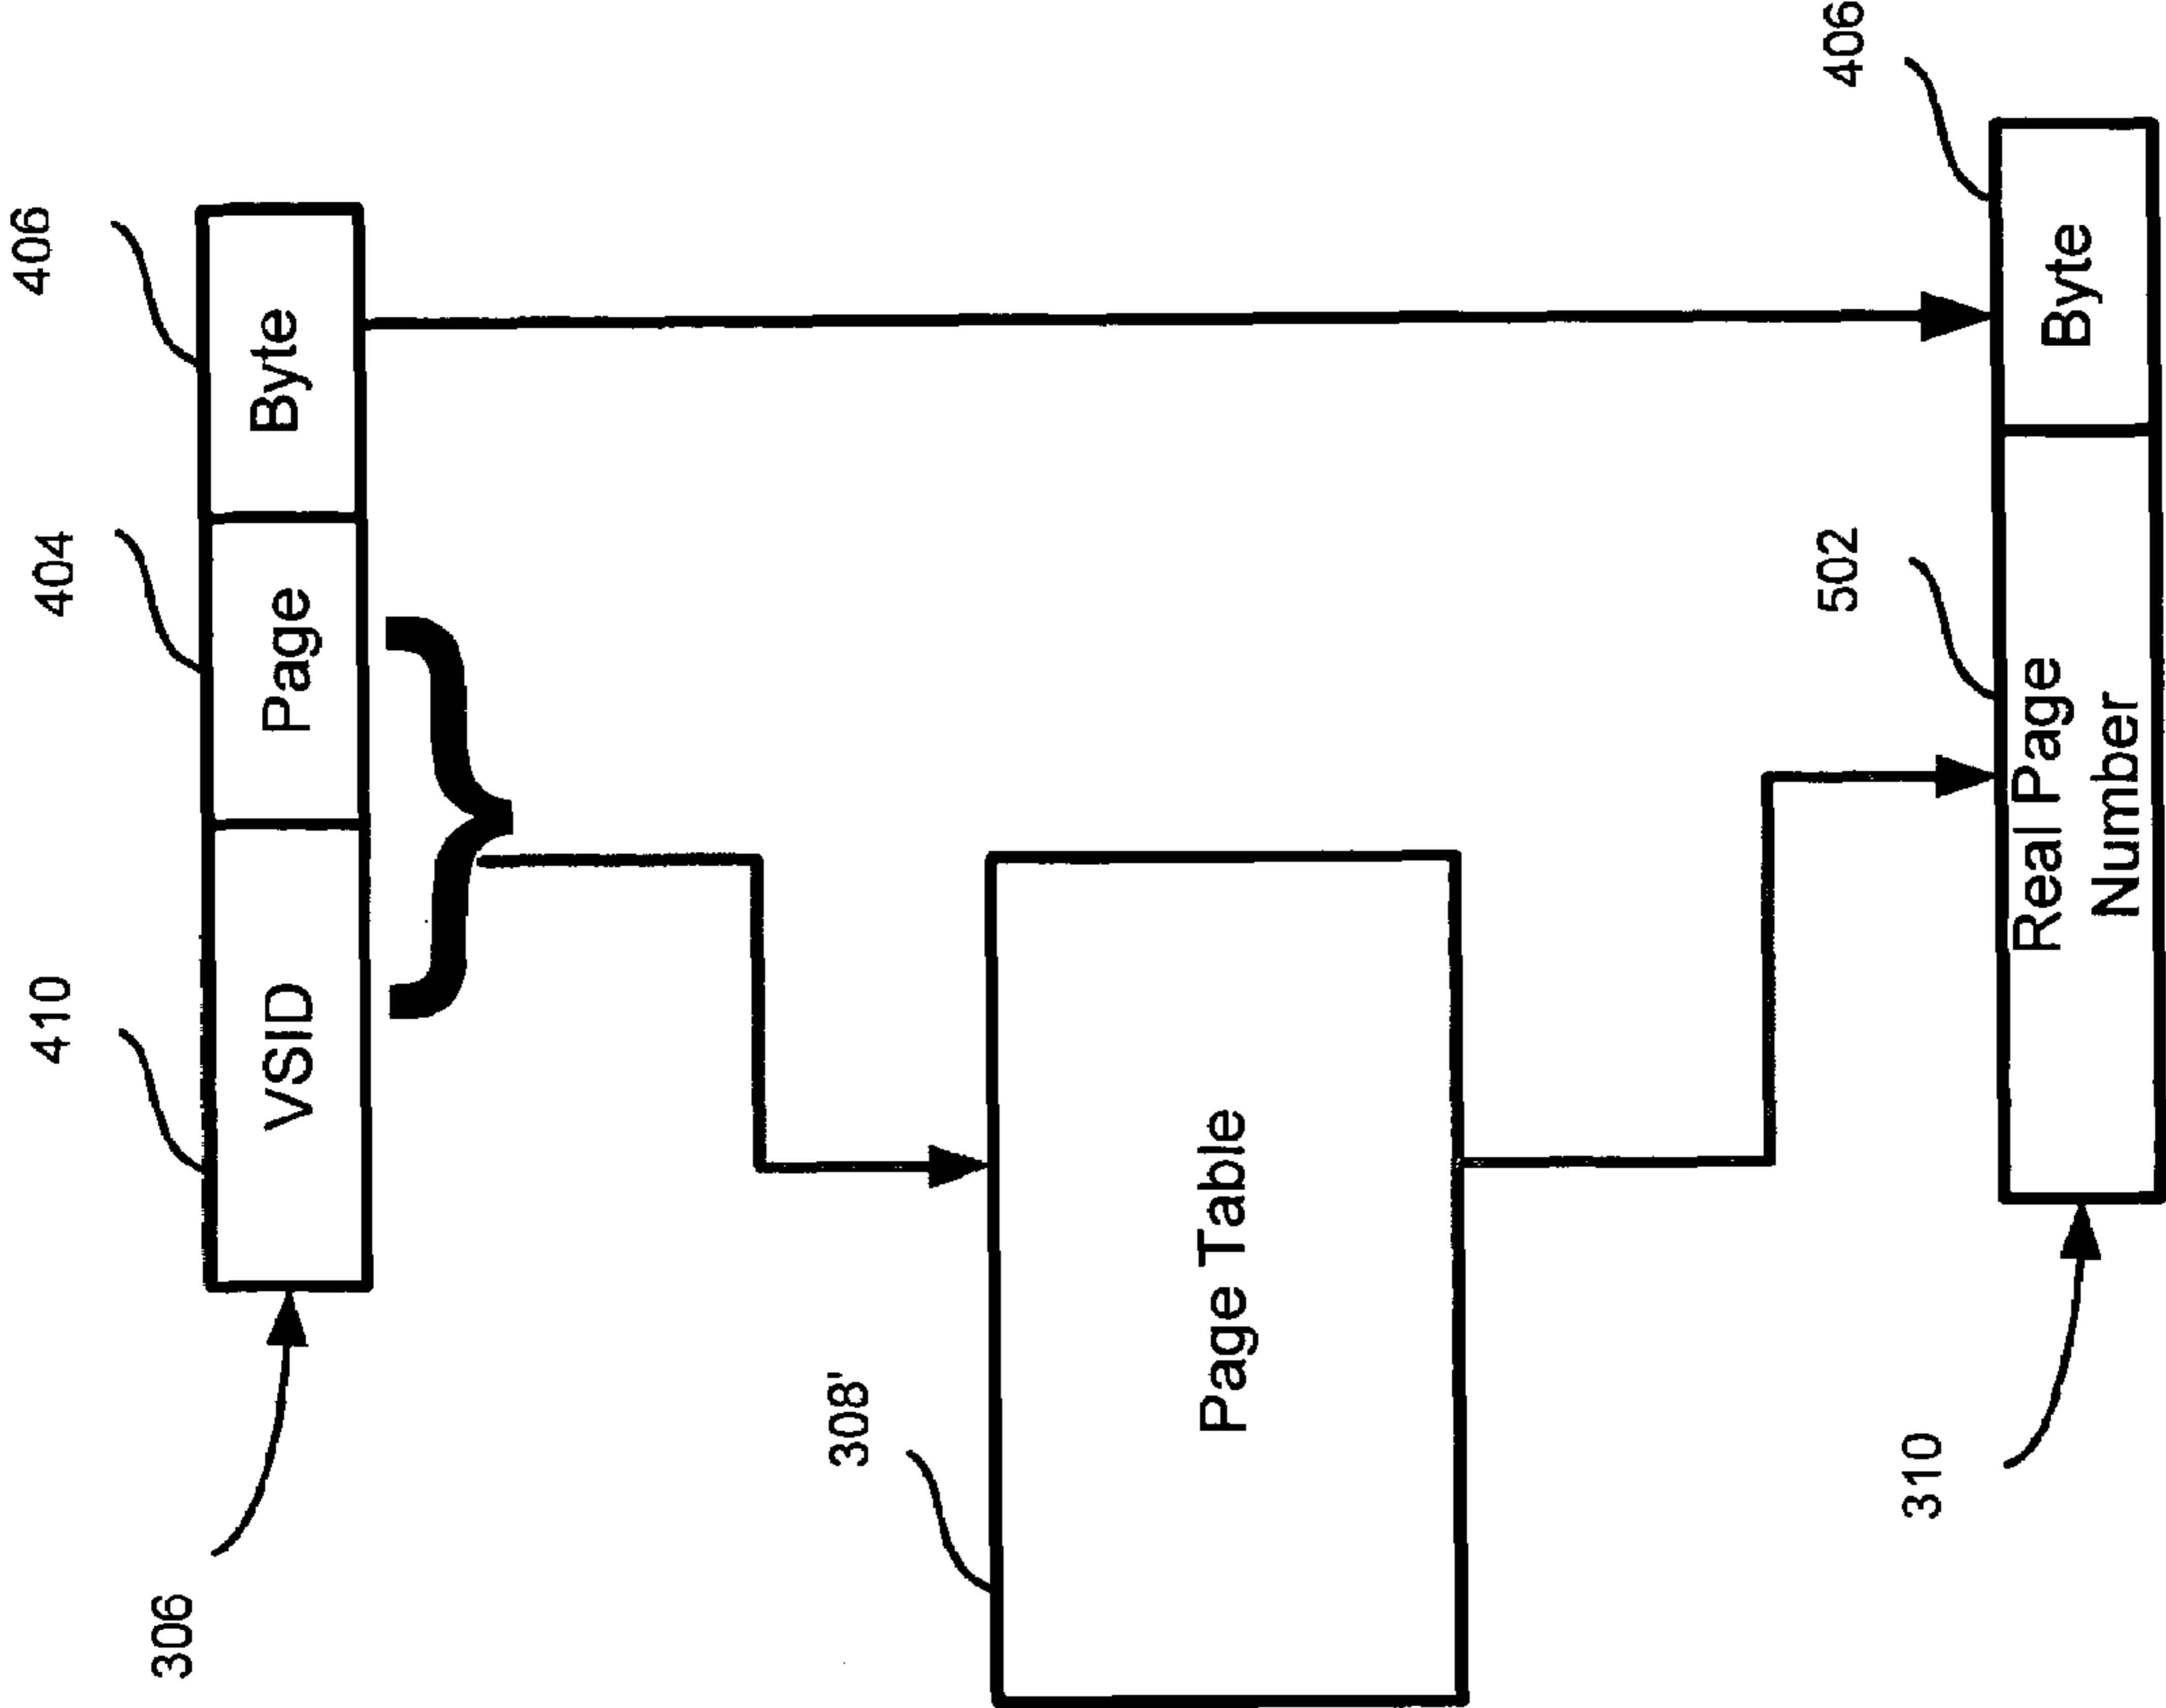 410
404
406
306
VSID
Page
Byte
308'
Page Table
502
406
310
Real Page
Number
Byte